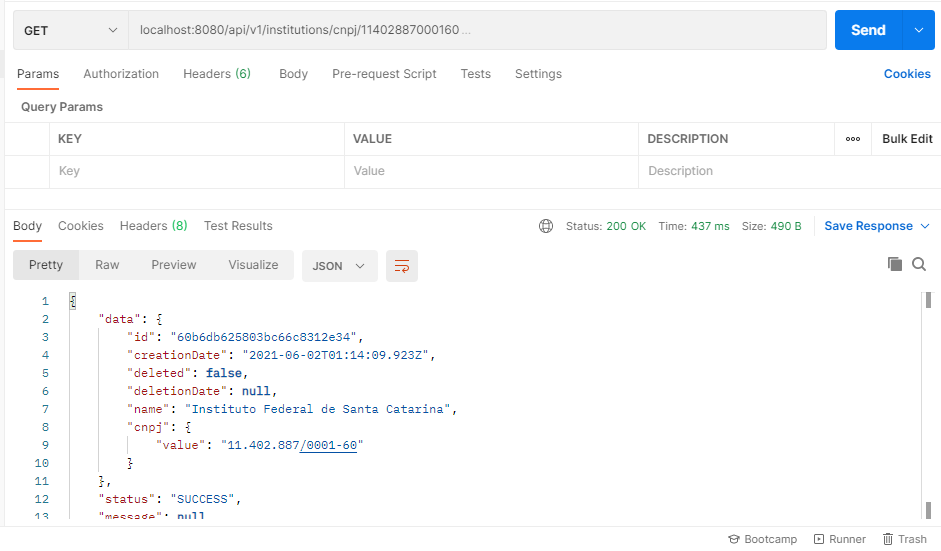 GET localhost:8080/api/v1/institutions/cnpj/11402887000160 ... Send
Params Authorization Headers (6) Body Pre-request Script Tests Settings Cookies
Query Params
KEY VALUE DESCRIPTION ooo Bulk Edit
Key Value Description
Body Cookies Headers (8) Test Results Status: 200 OK Time: 437 ms Size: 490 B Save Response
Pretty Raw Preview Visualize JSON
1 {
2 "data": {
3 "id": "60b6db625803bc66c8312e34",
4 "creationDate": "2021-06-02T01:14:09.923Z",
5 "deleted": false,
6 "deletionDate": null,
7 "name": "Instituto Federal de Santa Catarina",
8 "cnpj": {
9 "value": "11.402.887/0001-60"
10 }
11 },
12 "status": "SUCCESS",
13 "message": null
Bootcamp Runner Trash